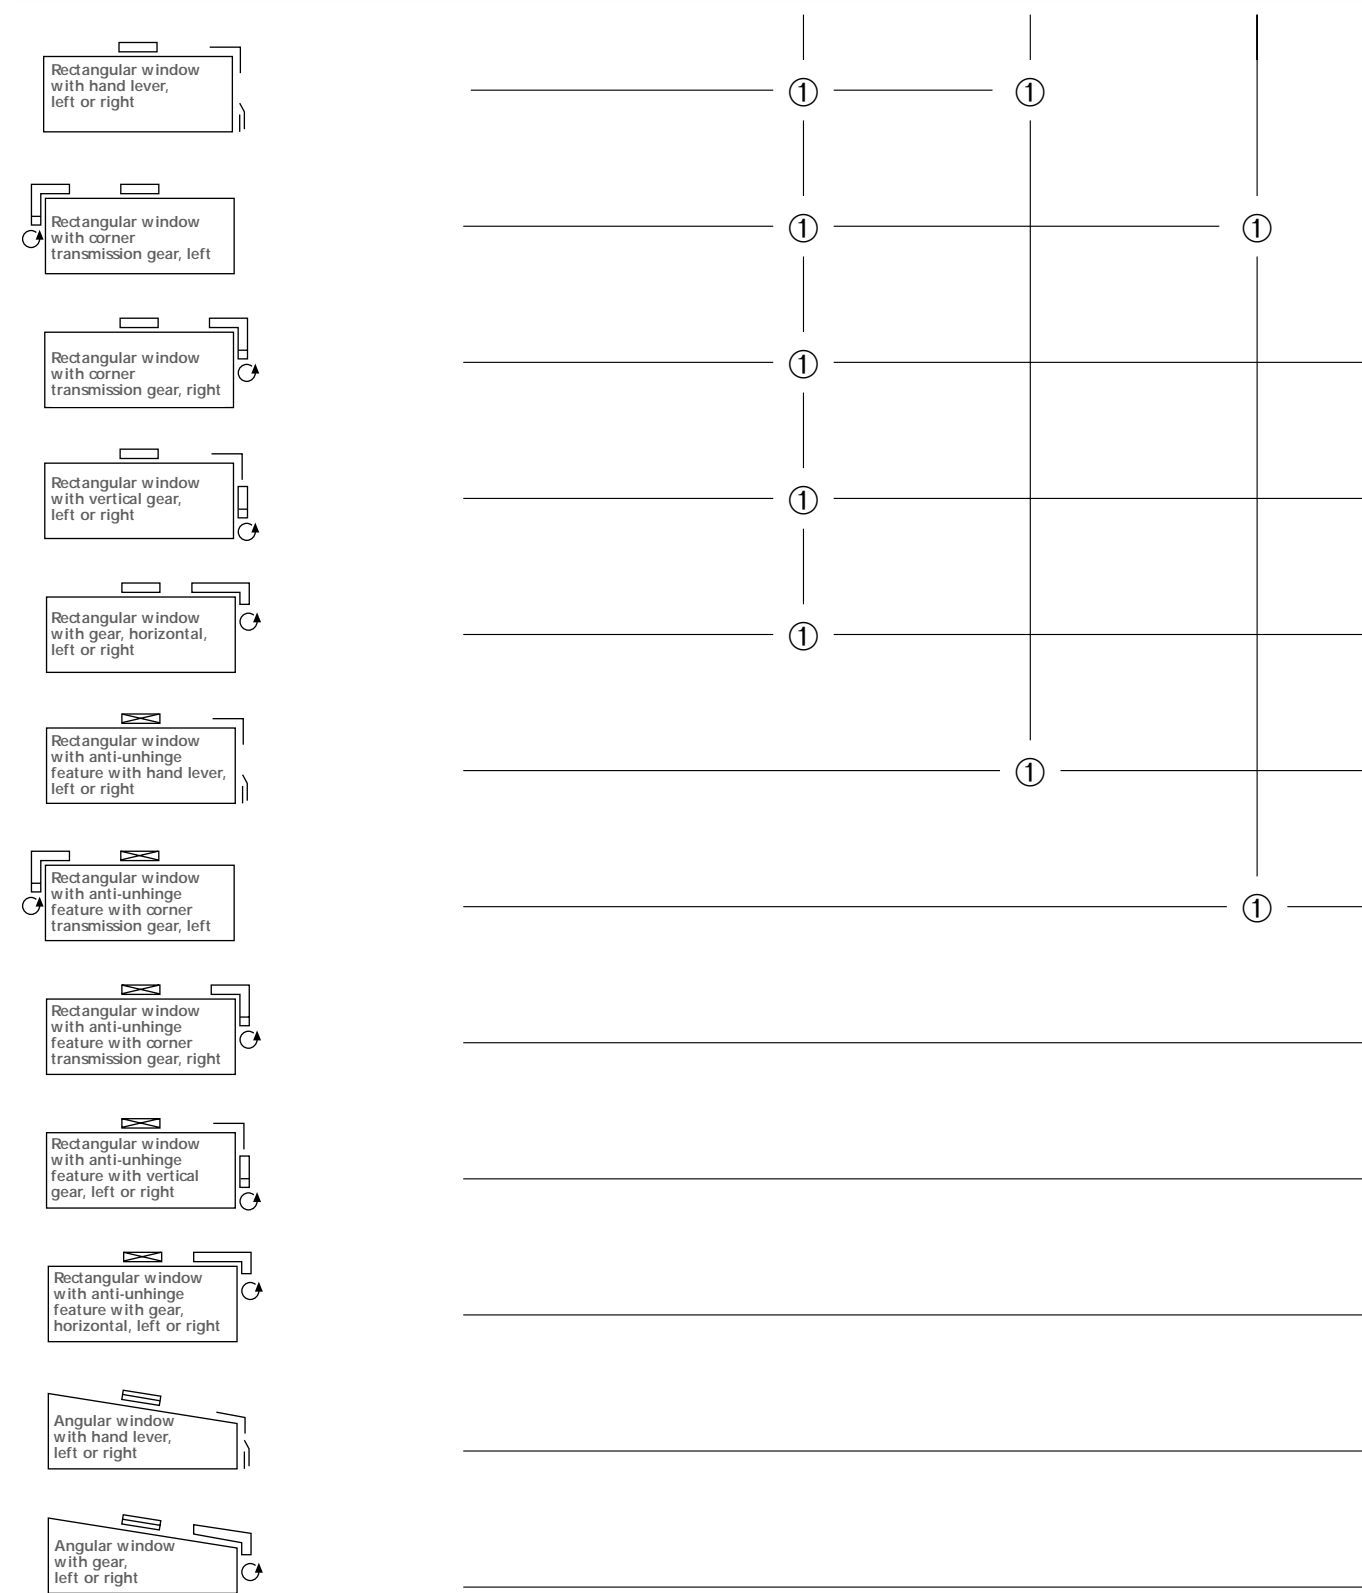 Rectangular window
with hand lever,
left or right
① ①
Rectangular window
with corner
transmission gear, left
① ①
Rectangular window
with corner
transmission gear, right
①
Rectangular window
with vertical gear,
left or right
①
Rectangular window
with gear, horizontal,
left or right
①
Rectangular window
with anti-unhinge
feature with hand lever,
left or right
①
Rectangular window
with anti-unhinge
feature with corner
transmission gear, left
①
Rectangular window
with anti-unhinge
feature with corner
transmission gear, right
Rectangular window
with anti-unhinge
feature with vertical
gear, left or right
Rectangular window
with anti-unhinge
feature with gear,
horizontal, left or right
Angular window
with hand lever,
left or right
Angular window
with gear,
left or right